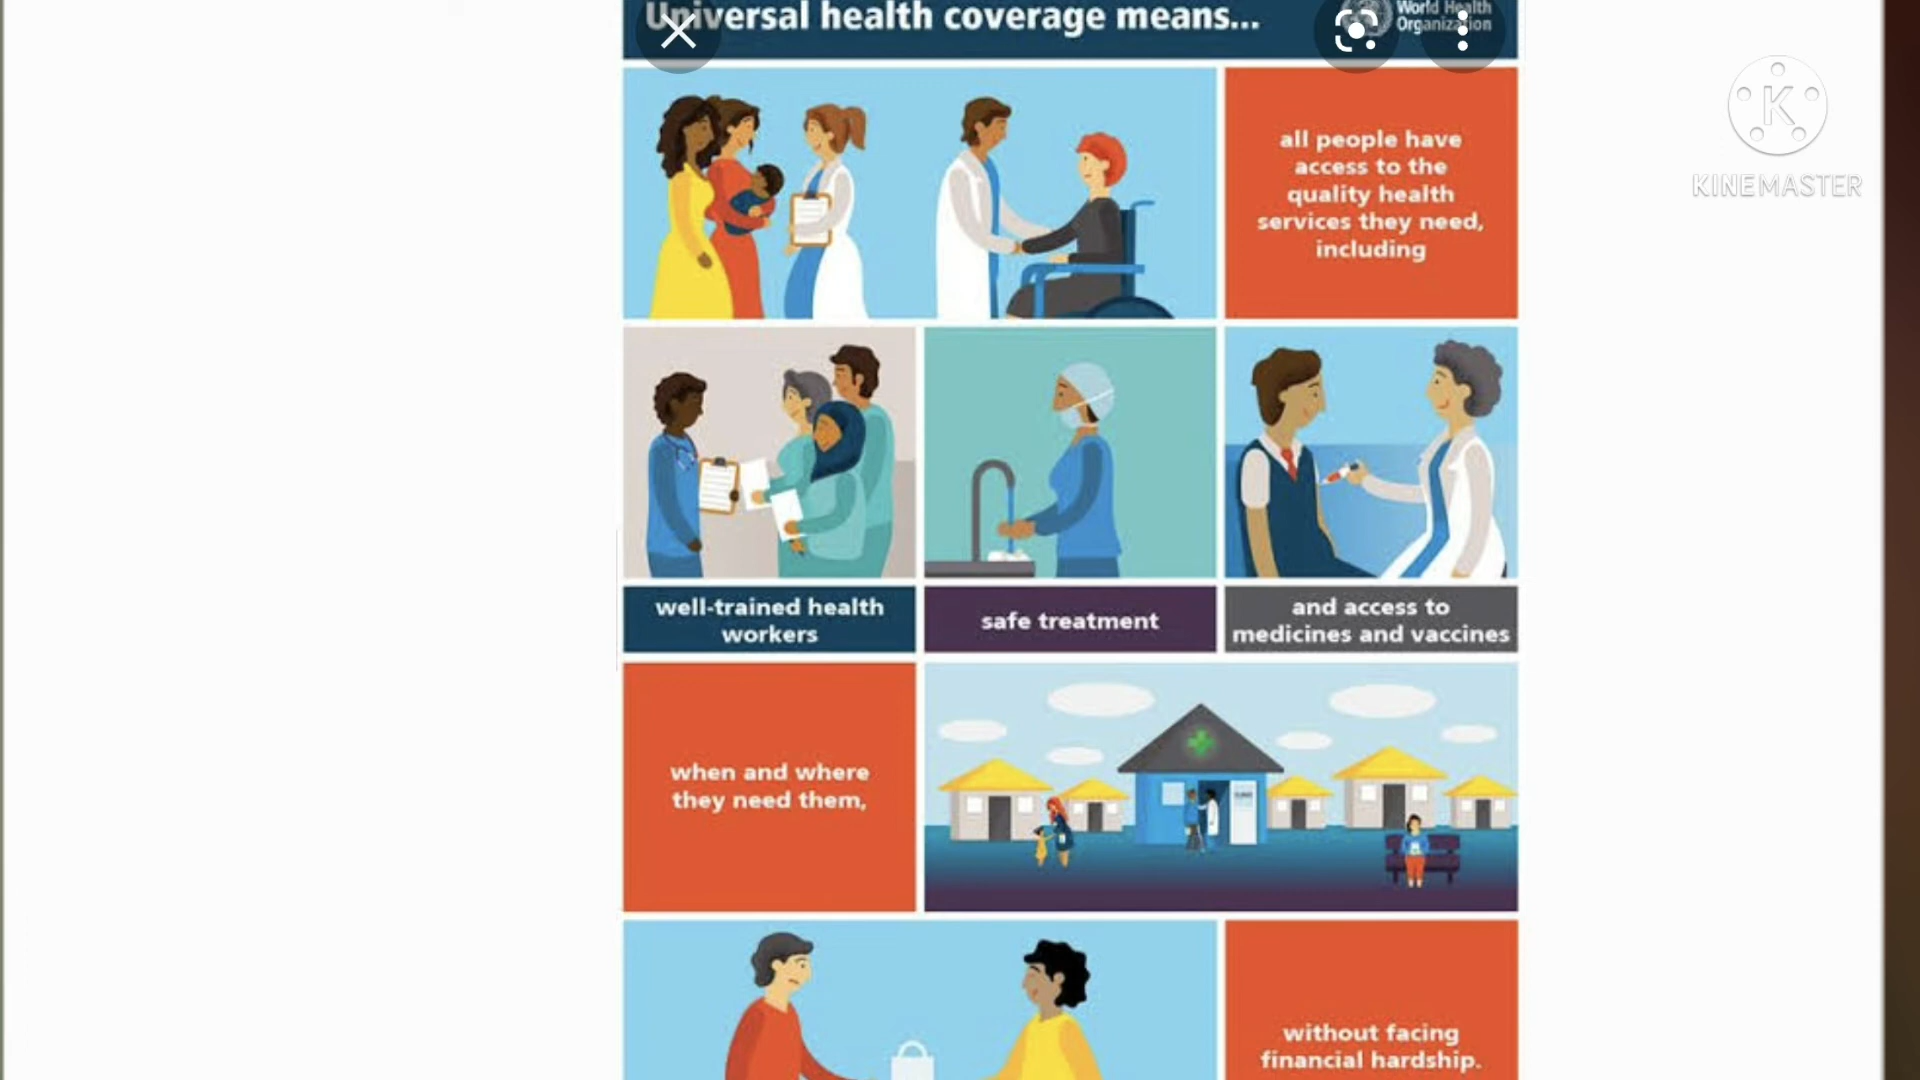 Universal health coverage means...
World Health
Organization
all people have
access to the
quality health
services they need,
including
K
KINEMASTER
well-trained health
workers
safe treatment
and access to
medicines and vaccines
when and where
they need them,
without facing
financial hardship.